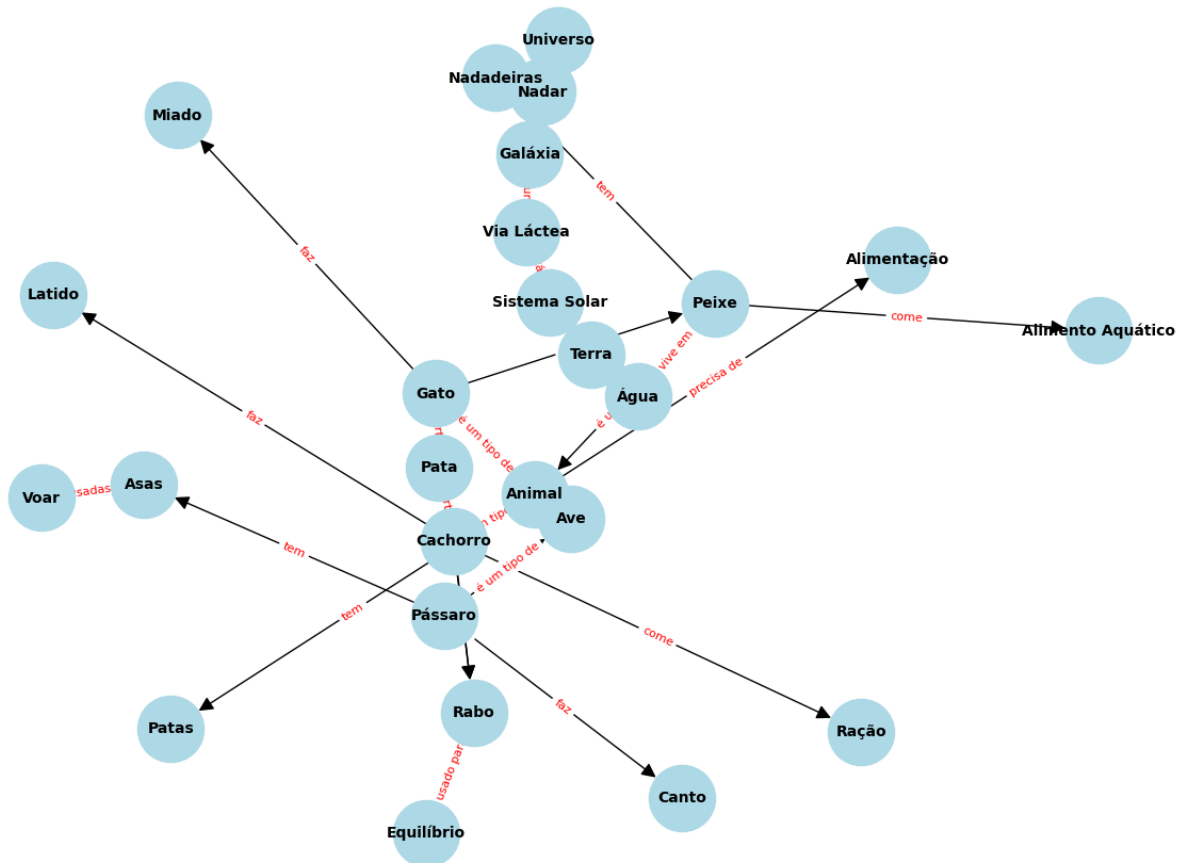 Universo
Nadadeiras
Nadar
Miado
Galáxia
tem
Via Láctea
faz
Alimentação
Latido
Sistema Solar
Peixe
come
Alimento Aquático
Terra
vive em
precisa de
Gato
Água
faz
é um tipo de
Pata
Animal
Asas
Voar
Ave
Cachorro
tem
é um tipo de
Pássaro
tem
come
faz
Rabo
Patas
Ração
usado par
Canto
Equilíbrio